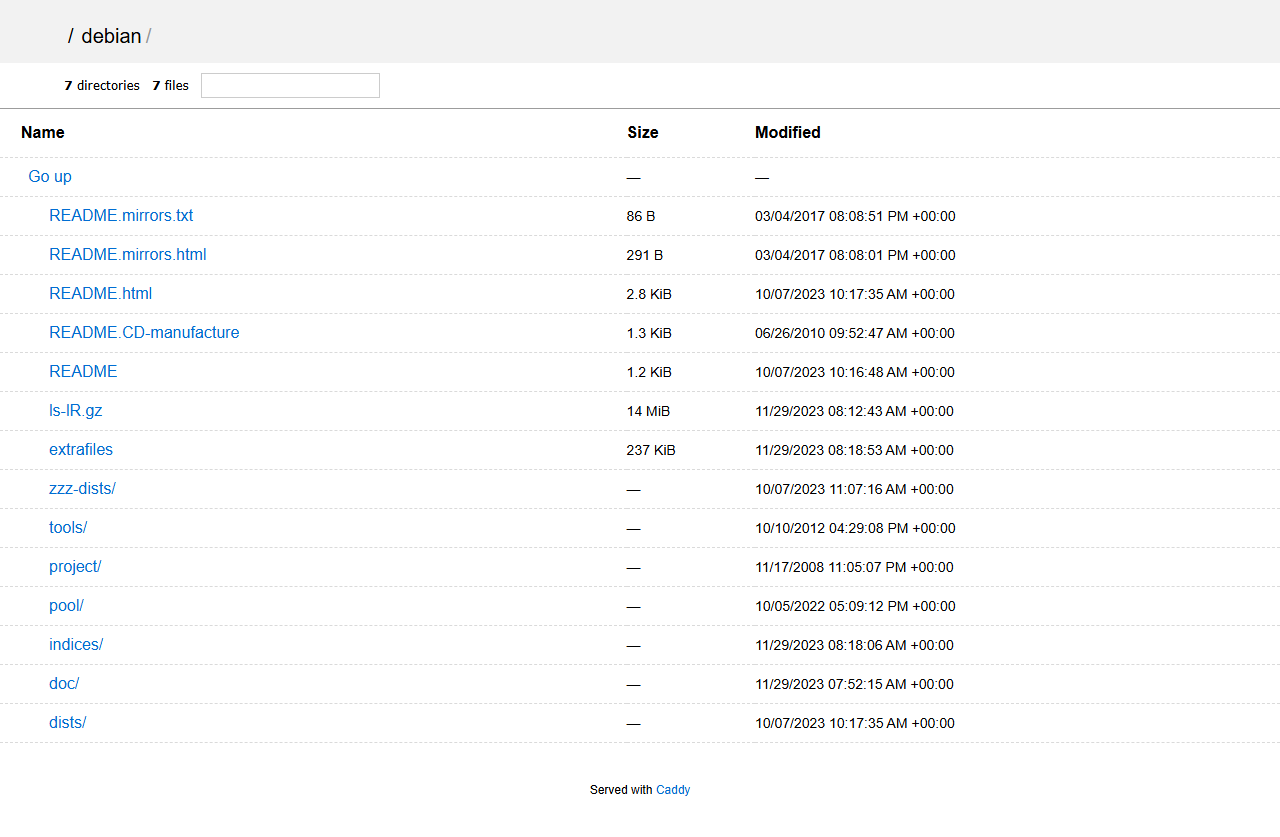 / debian /
7 directories 7 files
Name Size Modified
Go up — —
README.mirrors.txt 86 B 03/04/2017 08:08:51 PM +00:00
README.mirrors.html 291 B 03/04/2017 08:08:01 PM +00:00
README.html 2.8 KiB 10/07/2023 10:17:35 AM +00:00
README.CD-manufacture 1.3 KiB 06/26/2010 09:52:47 AM +00:00
README 1.2 KiB 10/07/2023 10:16:48 AM +00:00
ls-lR.gz 14 MiB 11/29/2023 08:12:43 AM +00:00
extrafiles 237 KiB 11/29/2023 08:18:53 AM +00:00
zzz-dists/ — 10/07/2023 11:07:16 AM +00:00
tools/ — 10/10/2012 04:29:08 PM +00:00
project/ — 11/17/2008 11:05:07 PM +00:00
pool/ — 10/05/2022 05:09:12 PM +00:00
indices/ — 11/29/2023 08:18:06 AM +00:00
doc/ — 11/29/2023 07:52:15 AM +00:00
dists/ — 10/07/2023 10:17:35 AM +00:00
Served with Caddy